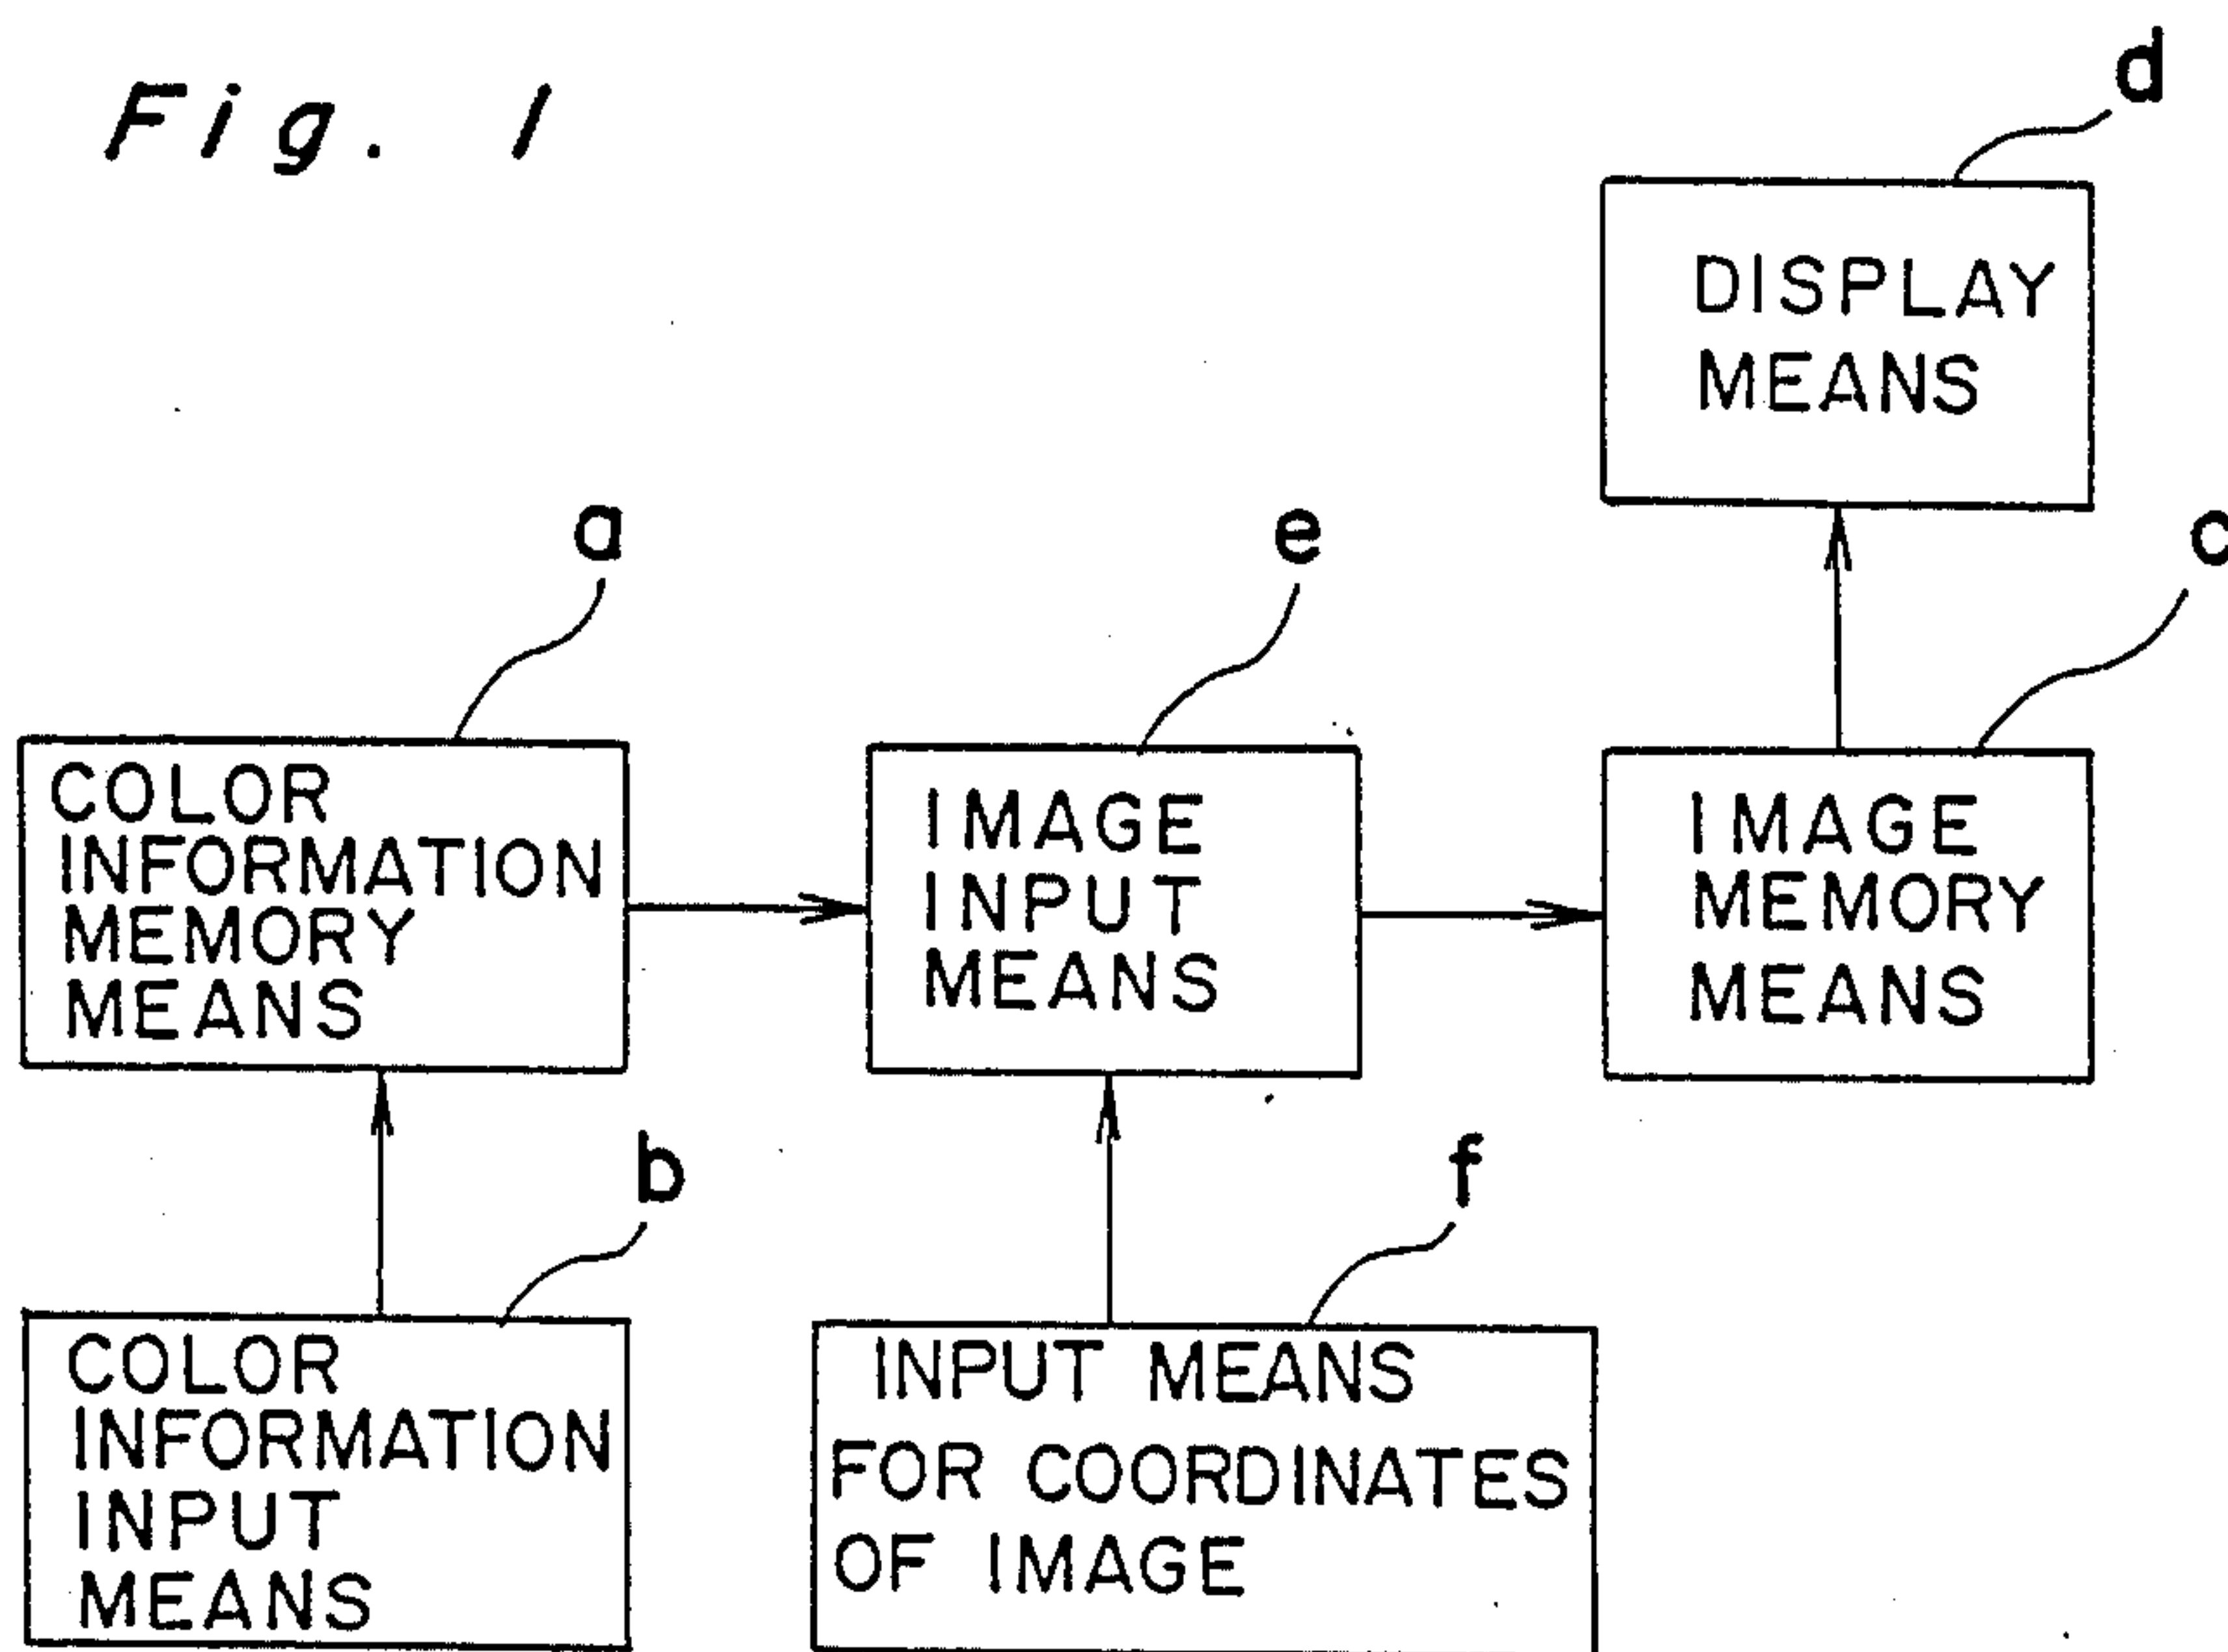 Fig. 1
d
DISPLAY
MEANS
a
e
c
COLOR
INFORMATION
MEMORY
MEANS
IMAGE
INPUT
MEANS
IMAGE
MEMORY
MEANS
b
f
COLOR
INFORMATION
INPUT
MEANS
INPUT MEANS
FOR COORDINATES
OF IMAGE